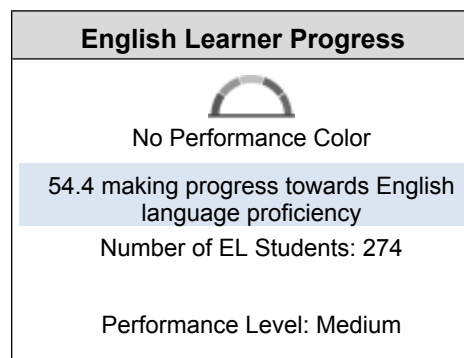 English Learner Progress
No Performance Color
54.4 making progress towards English
language proficiency
Number of EL Students: 274
Performance Level: Medium